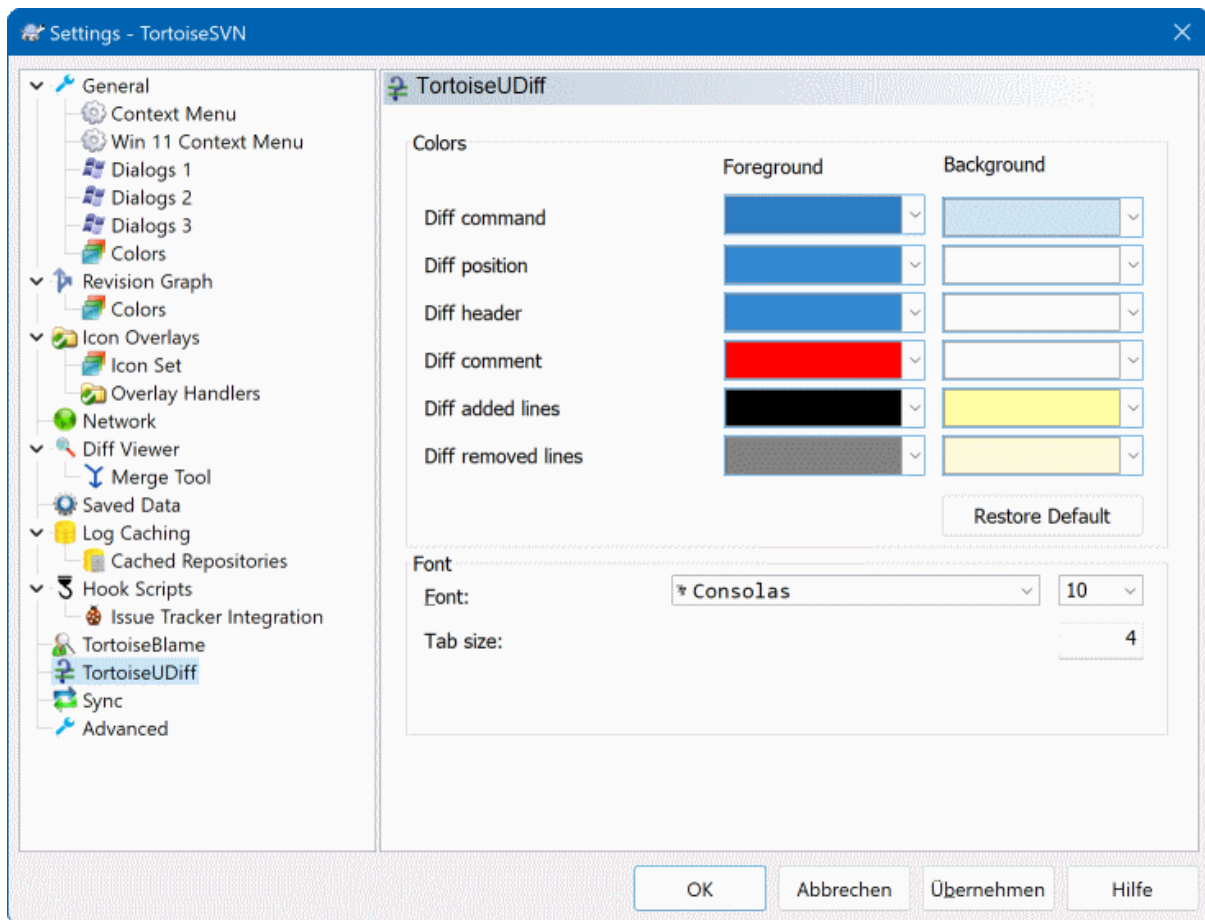 Settings - TortoiseSVN
General
Context Menu
Win 11 Context Menu
Dialogs 1
Dialogs 2
Dialogs 3
Colors
Revision Graph
Colors
Icon Overlays
Icon Set
Overlay Handlers
Network
Diff Viewer
Merge Tool
Saved Data
Log Caching
Cached Repositories
Hook Scripts
Issue Tracker Integration
TortoiseBlame
TortoiseUDiff
Sync
Advanced
TortoiseUDiff
Colors
Foreground Background
Diff command
Diff position
Diff header
Diff comment
Diff added lines
Diff removed lines
Restore Default
Font
Font: Consolas 10
Tab size: 4
OK Abbrechen Übernehmen Hilfe